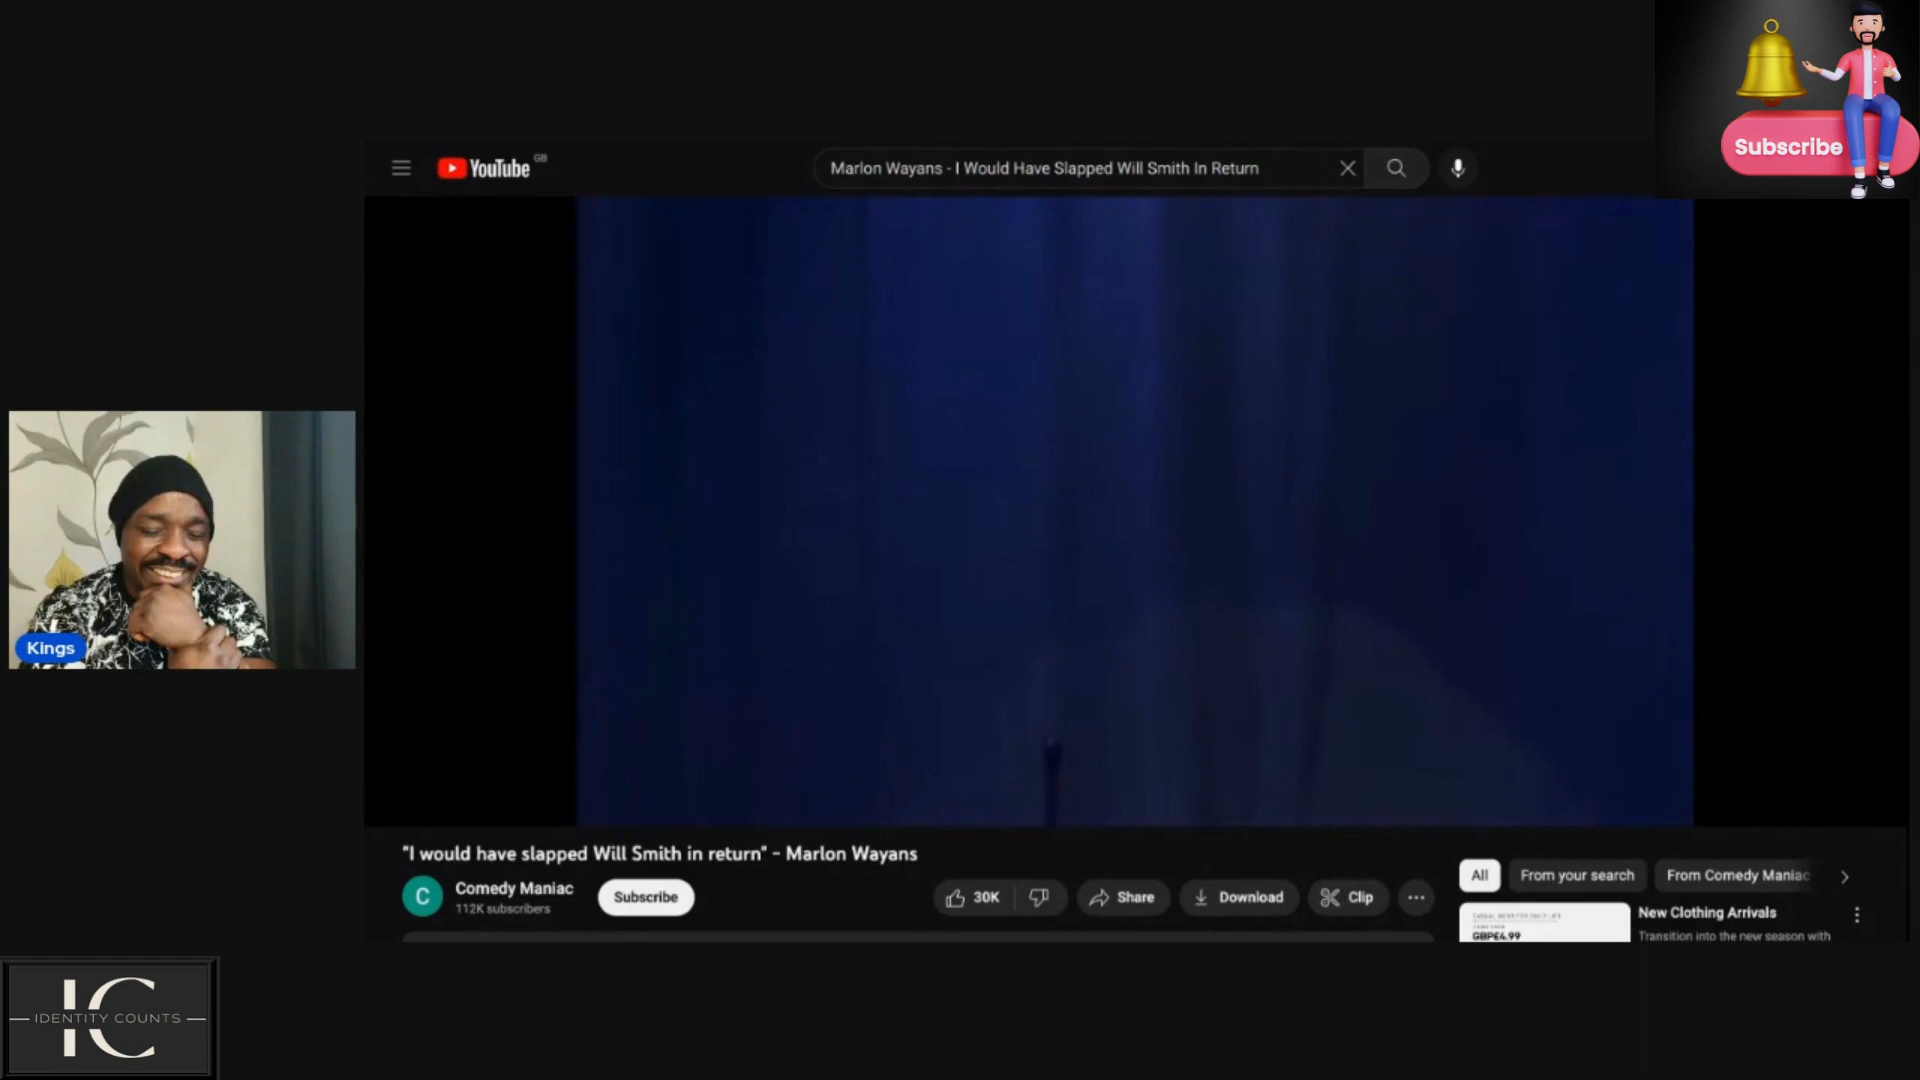 Subscribe
YouTube GB
Marlon Wayans - I Would Have Slapped Will Smith In Return
Kings
"I would have slapped Will Smith in return" - Marlon Wayans
C
Comedy Maniac
112K subscribers
Subscribe
30K
Share
Download
Clip
All
From your search
From Comedy Maniac
New Clothing Arrivals
Transition into the new season with
GBP£4.99
IC
IDENTITY COUNTS